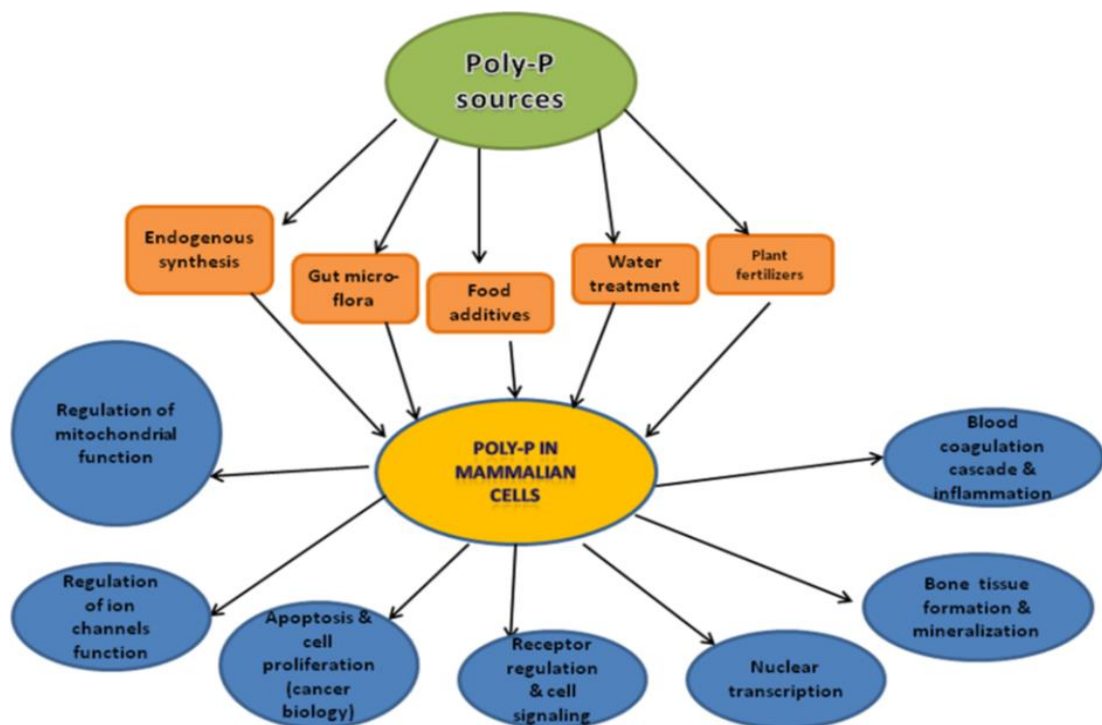 Poly-P
sources
Endogenous
synthesis
Gut micro-
flora
Food
additives
Water
treatment
Plant
fertilizers
Regulation of
mitochondrial
function
POLY-P IN
MAMMALIAN
CELLS
Blood
coagulation
cascade &
inflammation
Regulation
of ion
channels
function
Apoptosis &
cell
proliferation
(cancer
biology)
Receptor
regulation
& cell
signaling
Nuclear
transcription
Bone tissue
formation &
mineralization